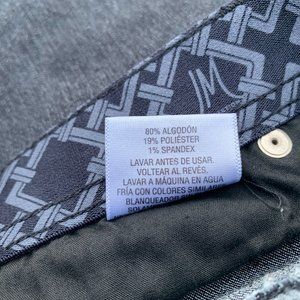 80% ALGODÓN
19% POLIÉSTER
1% SPANDEX
LAVAR ANTES DE USAR.
VOLTEAR AL REVÉS.
LAVAR A MÁQUINA EN AGUA
FRÍA CON COLORES SIMILARES
BLANQUEADOR